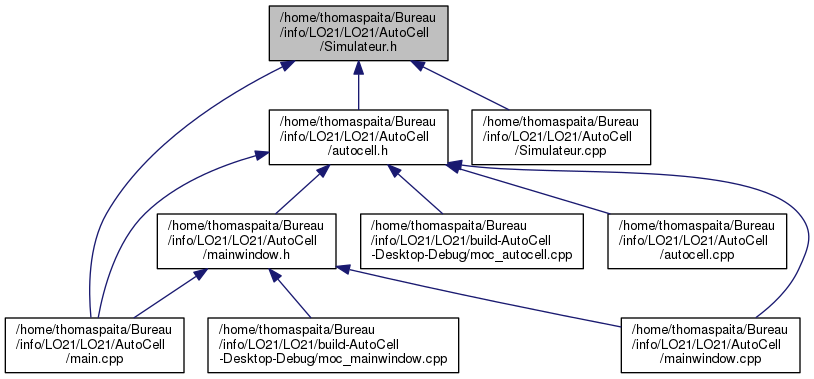 /home/thomaspaita/Bureau
/info/LO21/LO21/AutoCell
/Simulateur.h
/home/thomaspaita/Bureau
/info/LO21/LO21/AutoCell
/autocell.h
/home/thomaspaita/Bureau
/info/LO21/LO21/AutoCell
/Simulateur.cpp
/home/thomaspaita/Bureau
/info/LO21/LO21/AutoCell
/mainwindow.h
/home/thomaspaita/Bureau
/info/LO21/LO21/build-AutoCell
-Desktop-Debug/moc_autocell.cpp
/home/thomaspaita/Bureau
/info/LO21/LO21/AutoCell
/autocell.cpp
/home/thomaspaita/Bureau
/info/LO21/LO21/AutoCell
/main.cpp
/home/thomaspaita/Bureau
/info/LO21/LO21/build-AutoCell
-Desktop-Debug/moc_mainwindow.cpp
/home/thomaspaita/Bureau
/info/LO21/LO21/AutoCell
/mainwindow.cpp